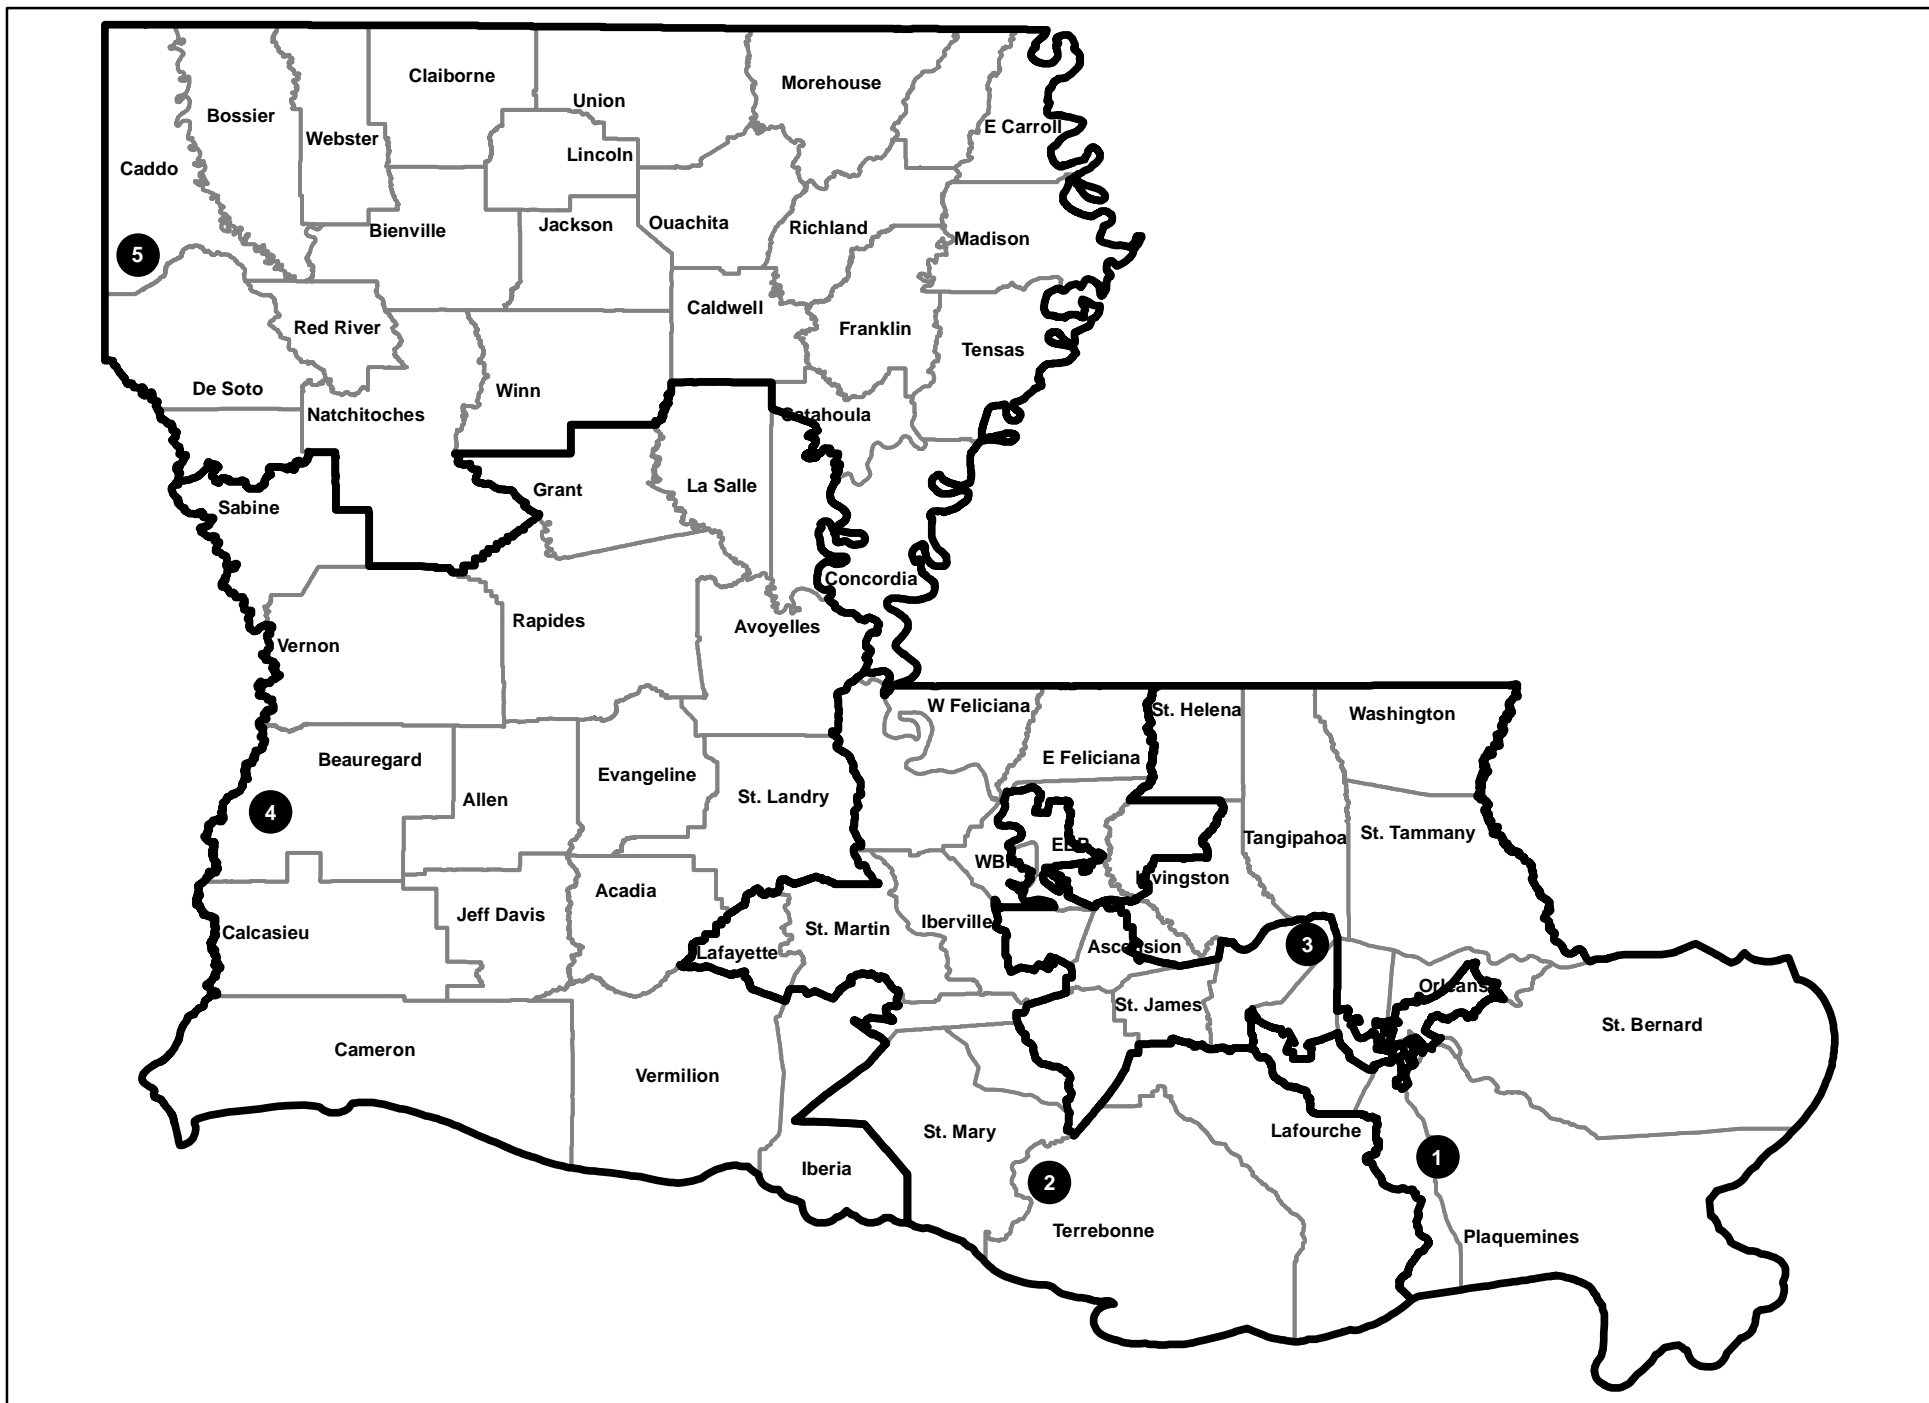 Claiborne
Morehouse
Union
Bossier
E Carroll
Webster
Lincoln
Caddo
Ouachita
Jackson
Richland
Bienville
Madison
5
Caldwell
Red River
Franklin
Tensas
De Soto
Winn
Natchitoches
Catahoula
La Salle
Grant
Sabine
Concordia
Rapides
Avoyelles
Vernon
W Feliciana
St. Helena
Washington
E Feliciana
Beauregard
Evangeline
St. Landry
Allen
4
Tangipahoa
St. Tammany
EBR
Livingston
Acadia
Jeff Davis
Iberville
St. Martin
Calcasieu
Ascension
3
Lafayette
Orleans
St. James
St. Bernard
Cameron
Vermilion
St. Mary
Lafourche
1
Iberia
2
Terrebonne
Plaquemines